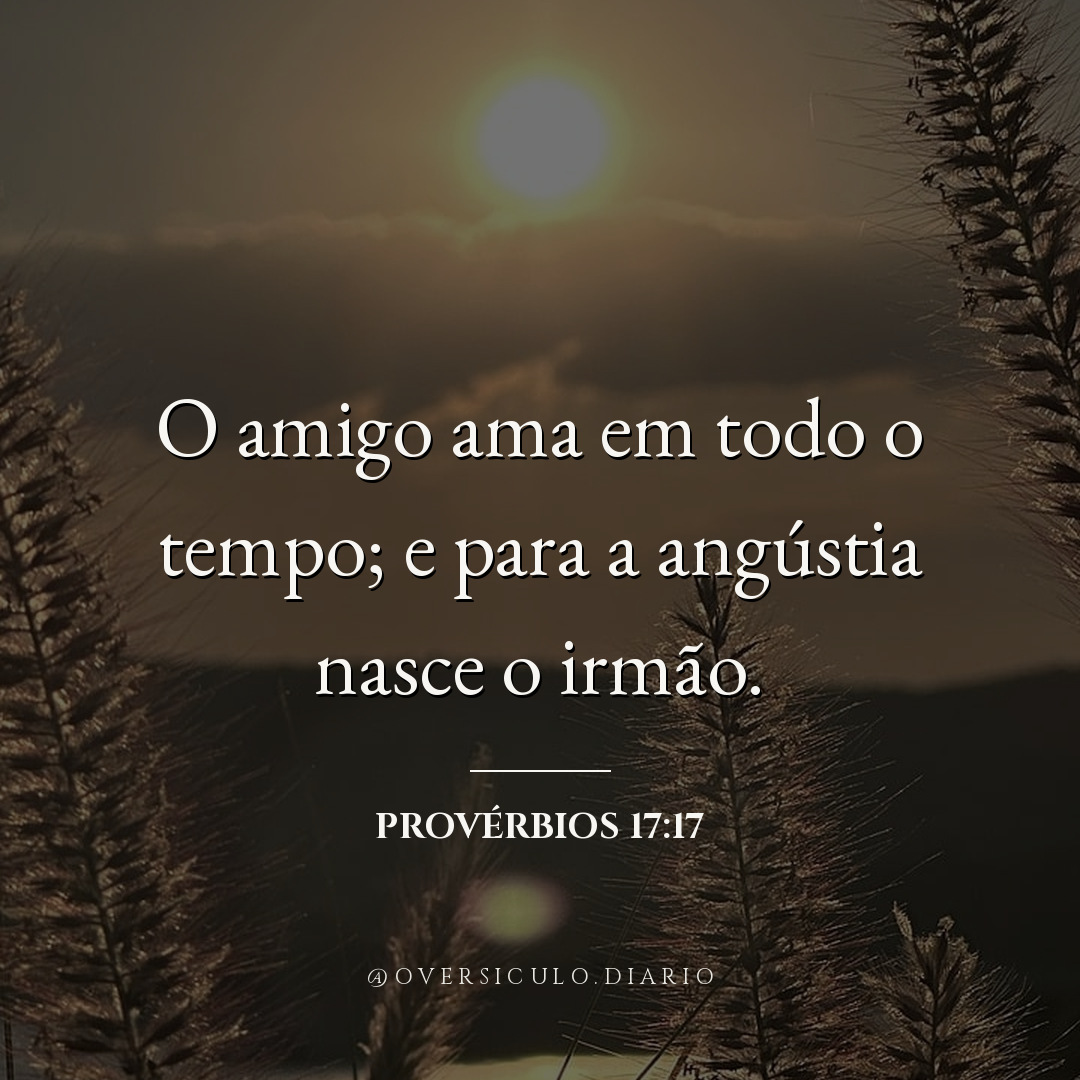 O amigo ama em todo o
tempo; e para a angústia
nasce o irmão.
PROVÉRBIOS 17:17
@OVERSICULO.DIARIO